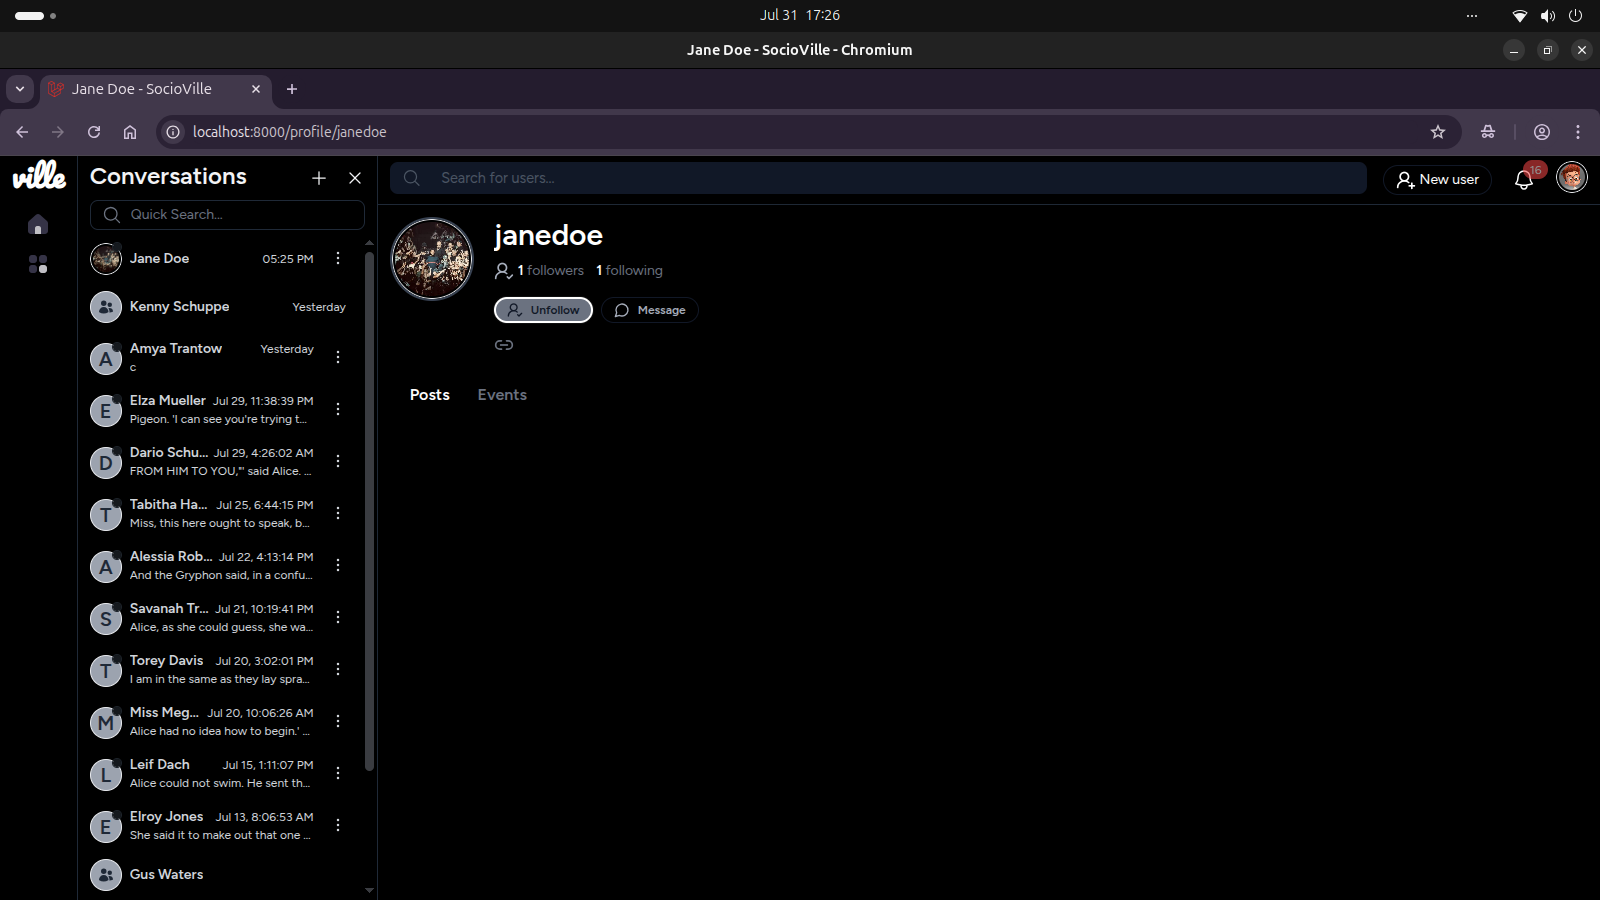 Jul 31 17:26
Jane Doe - SocioVille - Chromium
Jane Doe - SocioVille
localhost:8000/profile/janedoe
ville
Conversations
Quick Search...
Jane Doe 05:25 PM
Kenny Schuppe Yesterday
Amya Trantow Yesterday
c
A
Elza Mueller Jul 29, 11:38:39 PM
Pigeon. 'I can see you're trying t...
E
Dario Schu... Jul 29, 4:26:02 AM
FROM HIM TO YOU,"' said Alice. ...
D
Tabitha Ha... Jul 25, 6:44:15 PM
Miss, this here ought to speak, b...
T
Alessia Rob... Jul 22, 4:13:14 PM
And the Gryphon said, in a confu...
A
Savanah Tr... Jul 21, 10:19:41 PM
Alice, as she could guess, she wa...
S
Torey Davis Jul 20, 3:02:01 PM
I am in the same as they lay spra...
T
Miss Meg... Jul 20, 10:06:26 AM
Alice had no idea how to begin.' ...
M
Leif Dach Jul 15, 1:11:07 PM
Alice could not swim. He sent th...
L
Elroy Jones Jul 13, 8:06:53 AM
She said it to make out that one ...
E
Gus Waters
Search for users...
New user
16
janedoe
1 followers 1 following
Unfollow
Message
Posts
Events